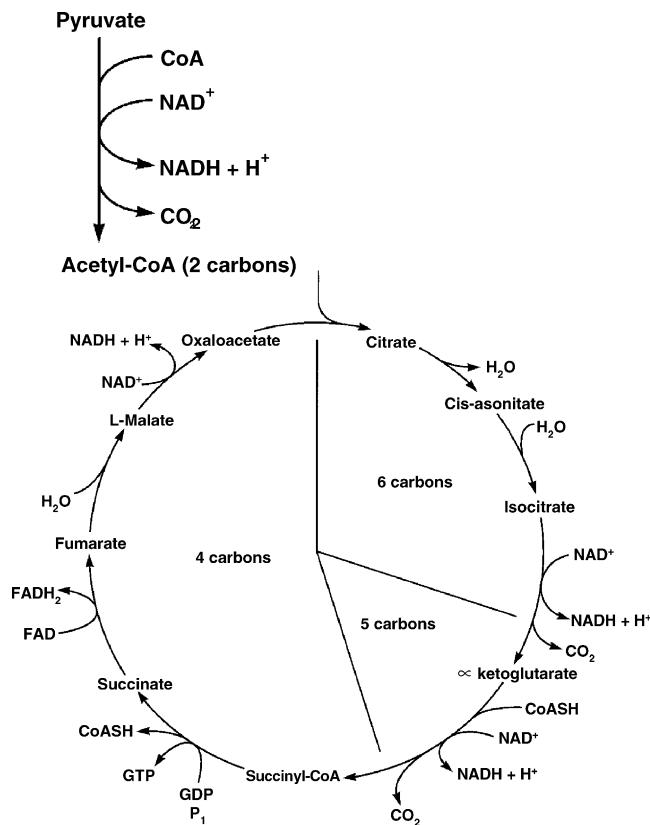 Pyruvate
CoA
NAD+
NADH + H+
CO2
Acetyl-CoA (2 carbons)
Oxaloacetate
Citrate
NADH + H+
H2O
NAD+
Cis-asonitate
L-Malate
H2O
6 carbons
H2O
Isocitrate
Fumarate
4 carbons
NAD+
FADH2
5 carbons
NADH + H+
FAD
CO2
∝ ketoglutarate
Succinate
CoASH
CoASH
NAD+
GTP
Succinyl-CoA
NADH + H+
GDP
P1
CO2